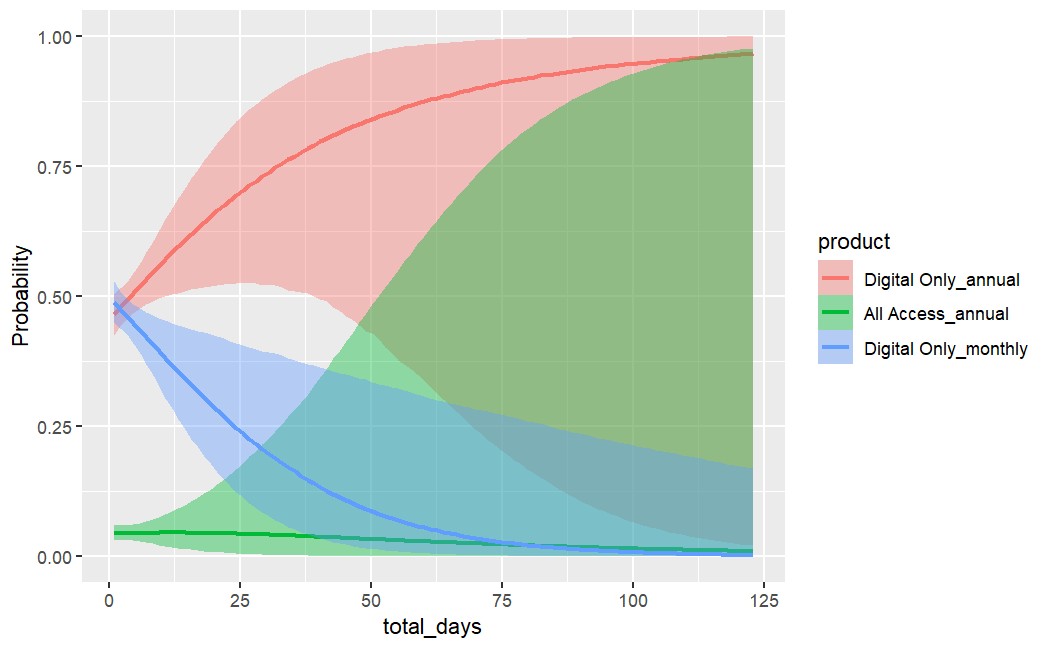 1.00
0.75
0.50
0.25
0.00
Probability
0 25 50 75 100 125
total_days
product
Digital Only_annual
All Access_annual
Digital Only_monthly